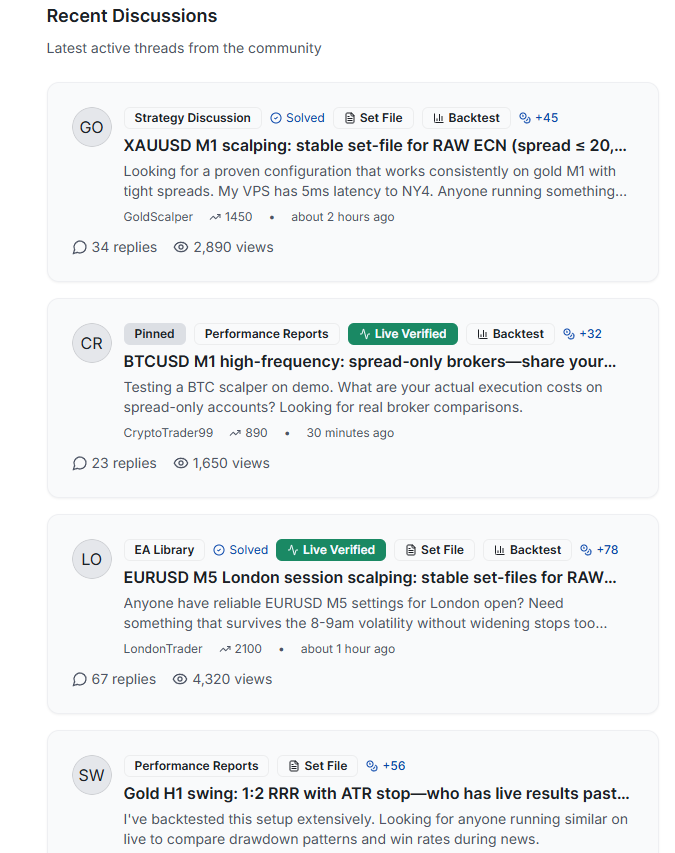 Recent Discussions
Latest active threads from the community
GO Strategy Discussion Solved Set File Backtest +45
XAUUSD M1 scalping: stable set-file for RAW ECN (spread ≤ 20,...
Looking for a proven configuration that works consistently on gold M1 with
tight spreads. My VPS has 5ms latency to NY4. Anyone running something...
GoldScalper 1450 • about 2 hours ago
34 replies 2,890 views
CR Pinned Performance Reports Live Verified Backtest +32
BTCUSD M1 high-frequency: spread-only brokers—share your...
Testing a BTC scalper on demo. What are your actual execution costs on
spread-only accounts? Looking for real broker comparisons.
CryptoTrader99 890 • 30 minutes ago
23 replies 1,650 views
LO EA Library Solved Live Verified Set File Backtest +78
EURUSD M5 London session scalping: stable set-files for RAW...
Anyone have reliable EURUSD M5 settings for London open? Need
something that survives the 8-9am volatility without widening stops too...
LondonTrader 2100 • about 1 hour ago
67 replies 4,320 views
SW Performance Reports Set File +56
Gold H1 swing: 1:2 RRR with ATR stop—who has live results past...
I've backtested this setup extensively. Looking for anyone running similar on
live to compare drawdown patterns and win rates during news.